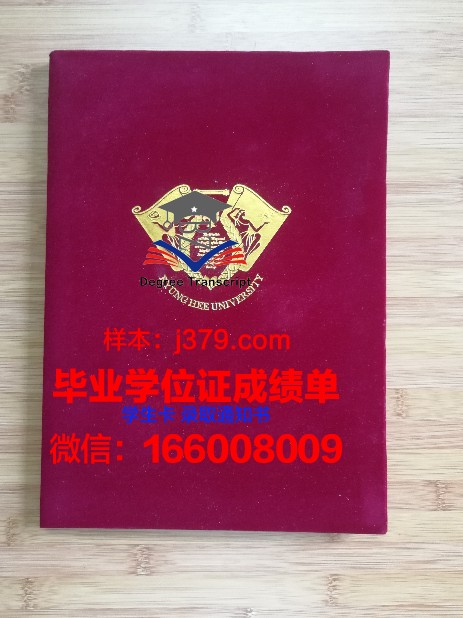 Degree Transcript
KYUNG HEE UNIVERSITY
样本：j379.com
毕业学位证成绩单
学生卡 录取通知书
微信：166008009